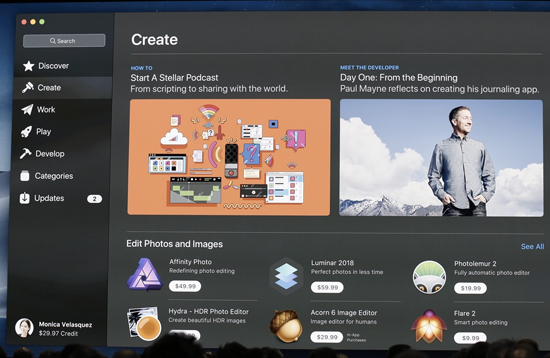 Search
Discover
Create
Work
Play
Develop
Categories
Updates
2
Monica Velasquez
$29.97 Credit
Create
HOW TO
Start A Stellar Podcast
From scripting to sharing with the world.
MEET THE DEVELOPER
Day One: From the Beginning
Paul Mayne reflects on creating his journaling app.
Edit Photos and Images
See All
Affinity Photo
Redefining photo editing
$49.99
Luminar 2018
Perfect photos in less time
$59.99
Photolemur 2
Fully automatic photo editor
$19.99
Hydra - HDR Photo Editor
Create beautiful HDR images
Acorn 6 Image Editor
Image editor for humans
$29.99
In-App
Purchases
Flare 2
Smart photo editing
$9.99